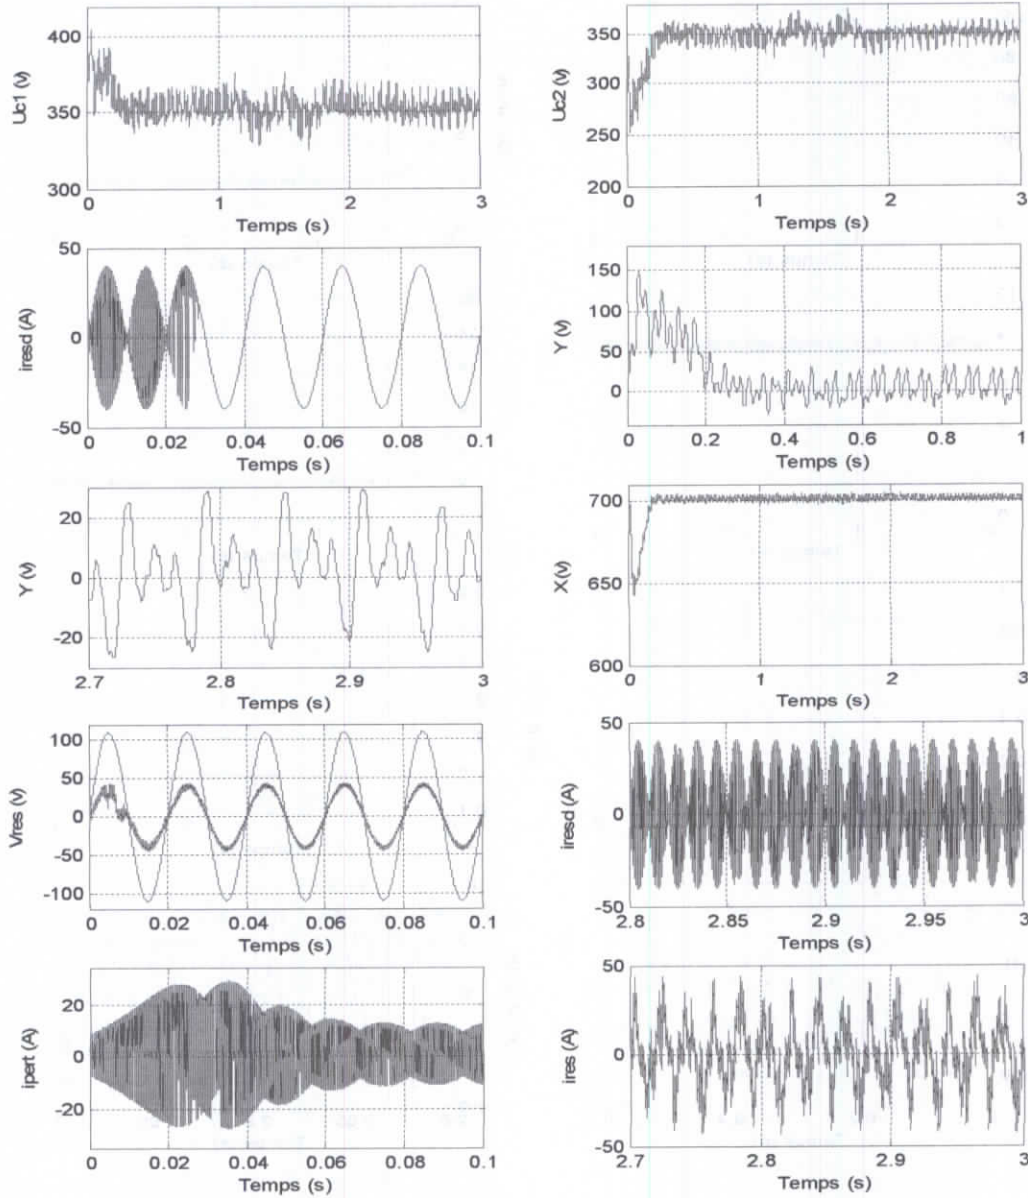 400
350
300
Uc1 (v)
0 1 2 3
Temps (s)
350
300
250
200
Uc2 (v)
0 1 2 3
Temps (s)
50
0
-50
iresd (A)
0 0.02 0.04 0.06 0.08 0.1
Temps (s)
150
100
50
0
Y (v)
0 0.2 0.4 0.6 0.8 1
Temps (s)
20
0
-20
Y (v)
2.7 2.8 2.9 3
Temps (s)
700
650
600
X(v)
0 1 2 3
Temps (s)
100
50
0
-50
-100
Vres (v)
0 0.02 0.04 0.06 0.08 0.1
Temps (s)
50
0
-50
iresd (A)
2.8 2.85 2.9 2.95 3
Temps (s)
20
0
-20
ipert (A)
0 0.02 0.04 0.06 0.08 0.1
Temps (s)
50
0
-50
ires (A)
2.7 2.8 2.9 3
Temps (s)